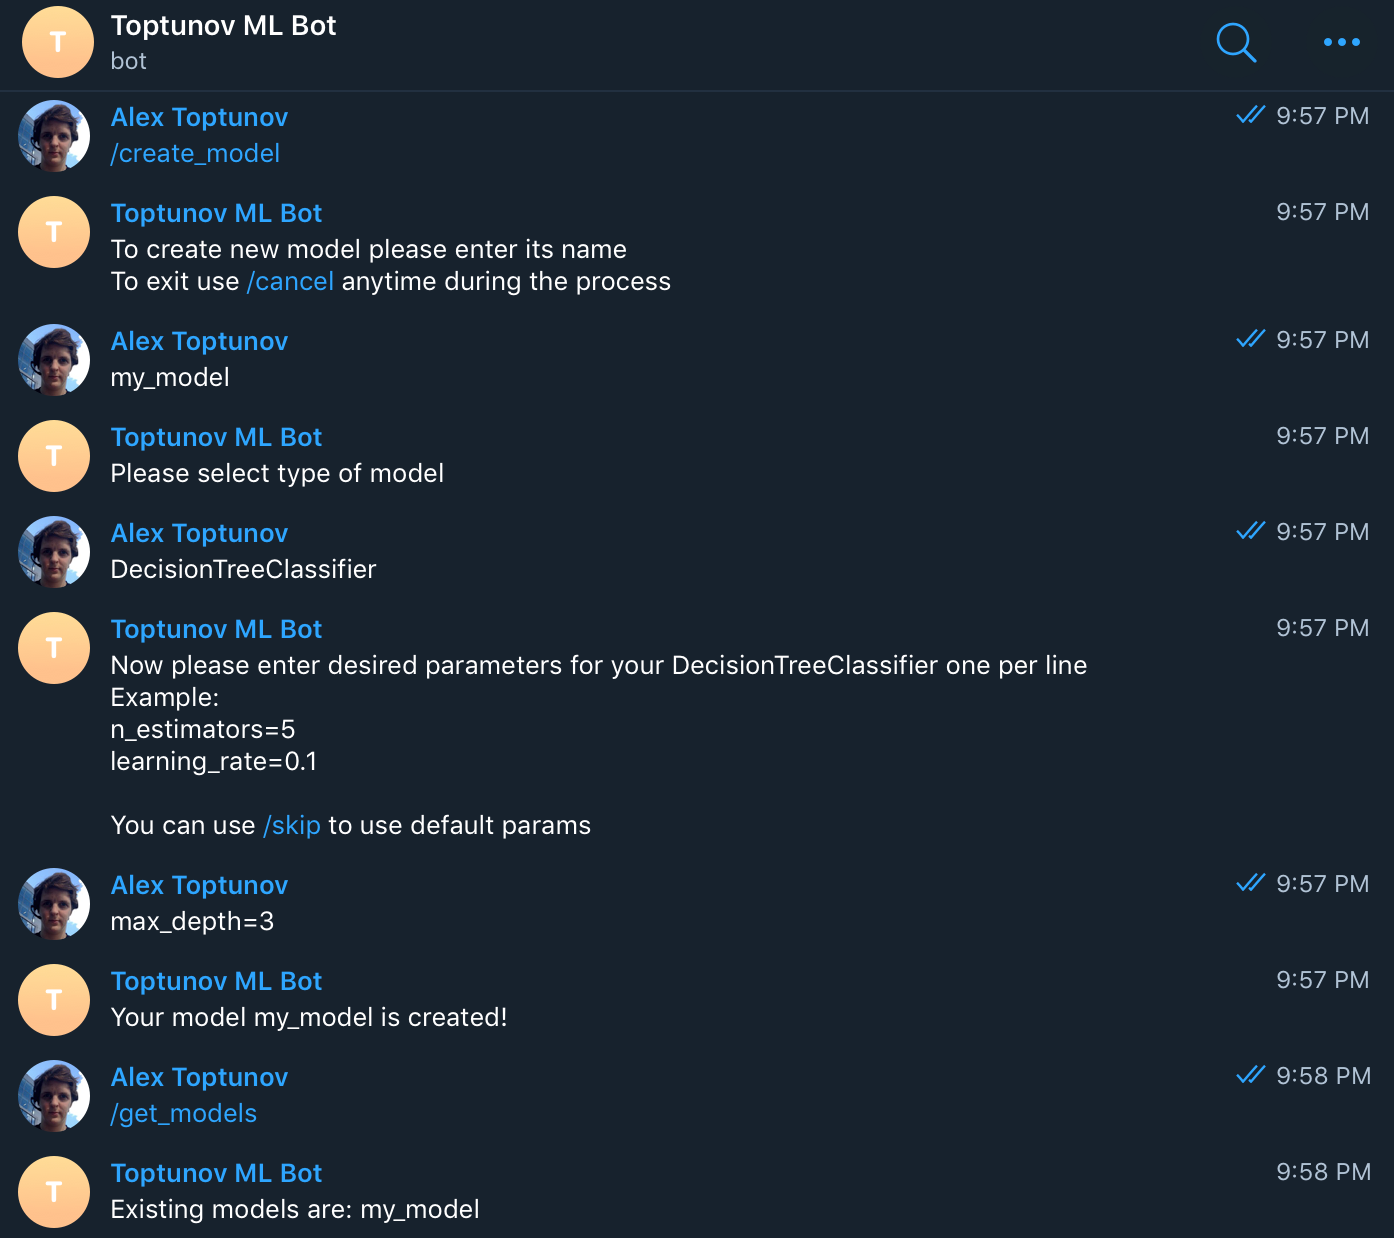 T
Toptunov ML Bot
bot
Alex Toptunov 9:57 PM
/create_model
T
Toptunov ML Bot 9:57 PM
To create new model please enter its name
To exit use /cancel anytime during the process
Alex Toptunov 9:57 PM
my_model
T
Toptunov ML Bot 9:57 PM
Please select type of model
Alex Toptunov 9:57 PM
DecisionTreeClassifier
T
Toptunov ML Bot 9:57 PM
Now please enter desired parameters for your DecisionTreeClassifier one per line
Example:
n_estimators=5
learning_rate=0.1
You can use /skip to use default params
Alex Toptunov 9:57 PM
max_depth=3
T
Toptunov ML Bot 9:57 PM
Your model my_model is created!
Alex Toptunov 9:58 PM
/get_models
T
Toptunov ML Bot 9:58 PM
Existing models are: my_model